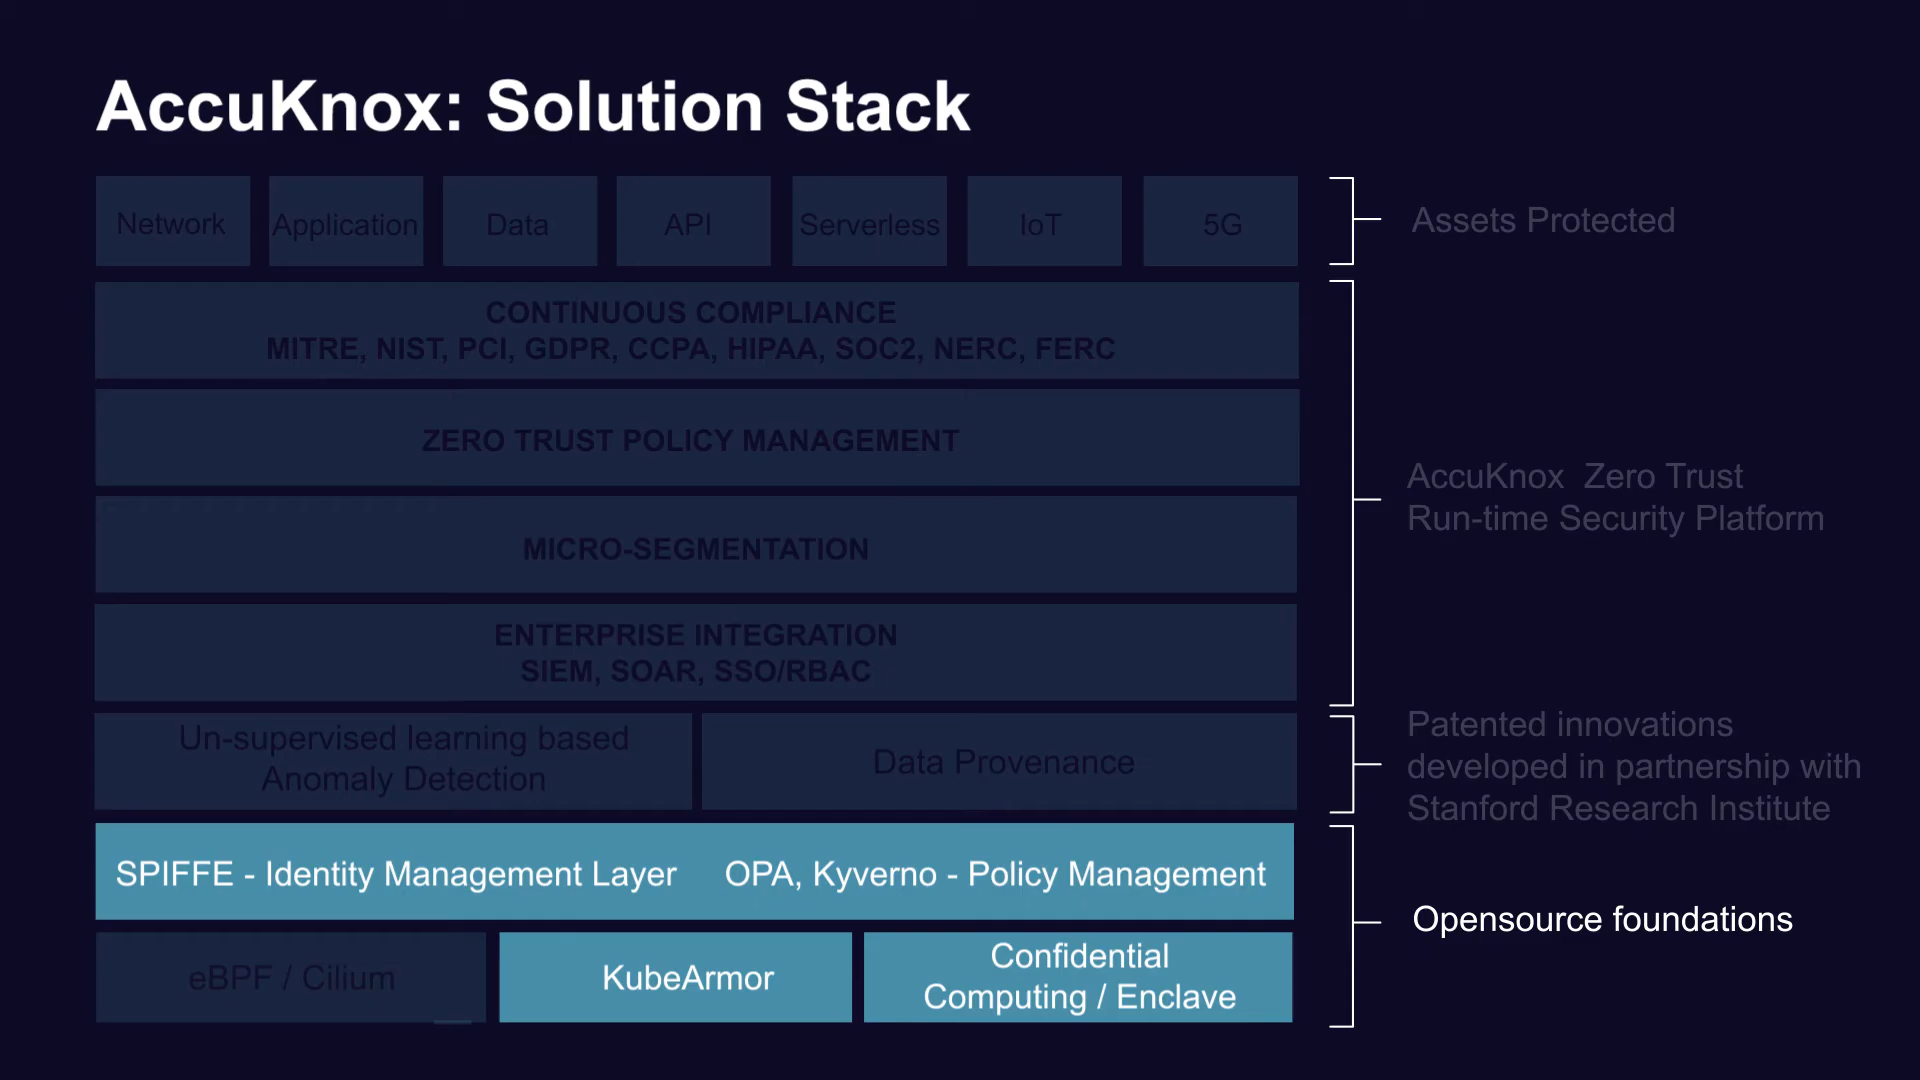 AccuKnox: Solution Stack
Network
Application
Data
API
Serverless
IoT
5G
Assets Protected
CONTINUOUS COMPLIANCE
MITRE, NIST, PCI, GDPR, CCPA, HIPAA, SOC2, NERC, FERC
ZERO TRUST POLICY MANAGEMENT
MICRO-SEGMENTATION
ENTERPRISE INTEGRATION
SIEM, SOAR, SSO/RBAC
AccuKnox Zero Trust
Run-time Security Platform
Un-supervised learning based
Anomaly Detection
Data Provenance
Patented innovations
developed in partnership with
Stanford Research Institute
SPIFFE - Identity Management Layer
OPA, Kyverno - Policy Management
eBPF / Cilium
KubeArmor
Confidential
Computing / Enclave
Opensource foundations